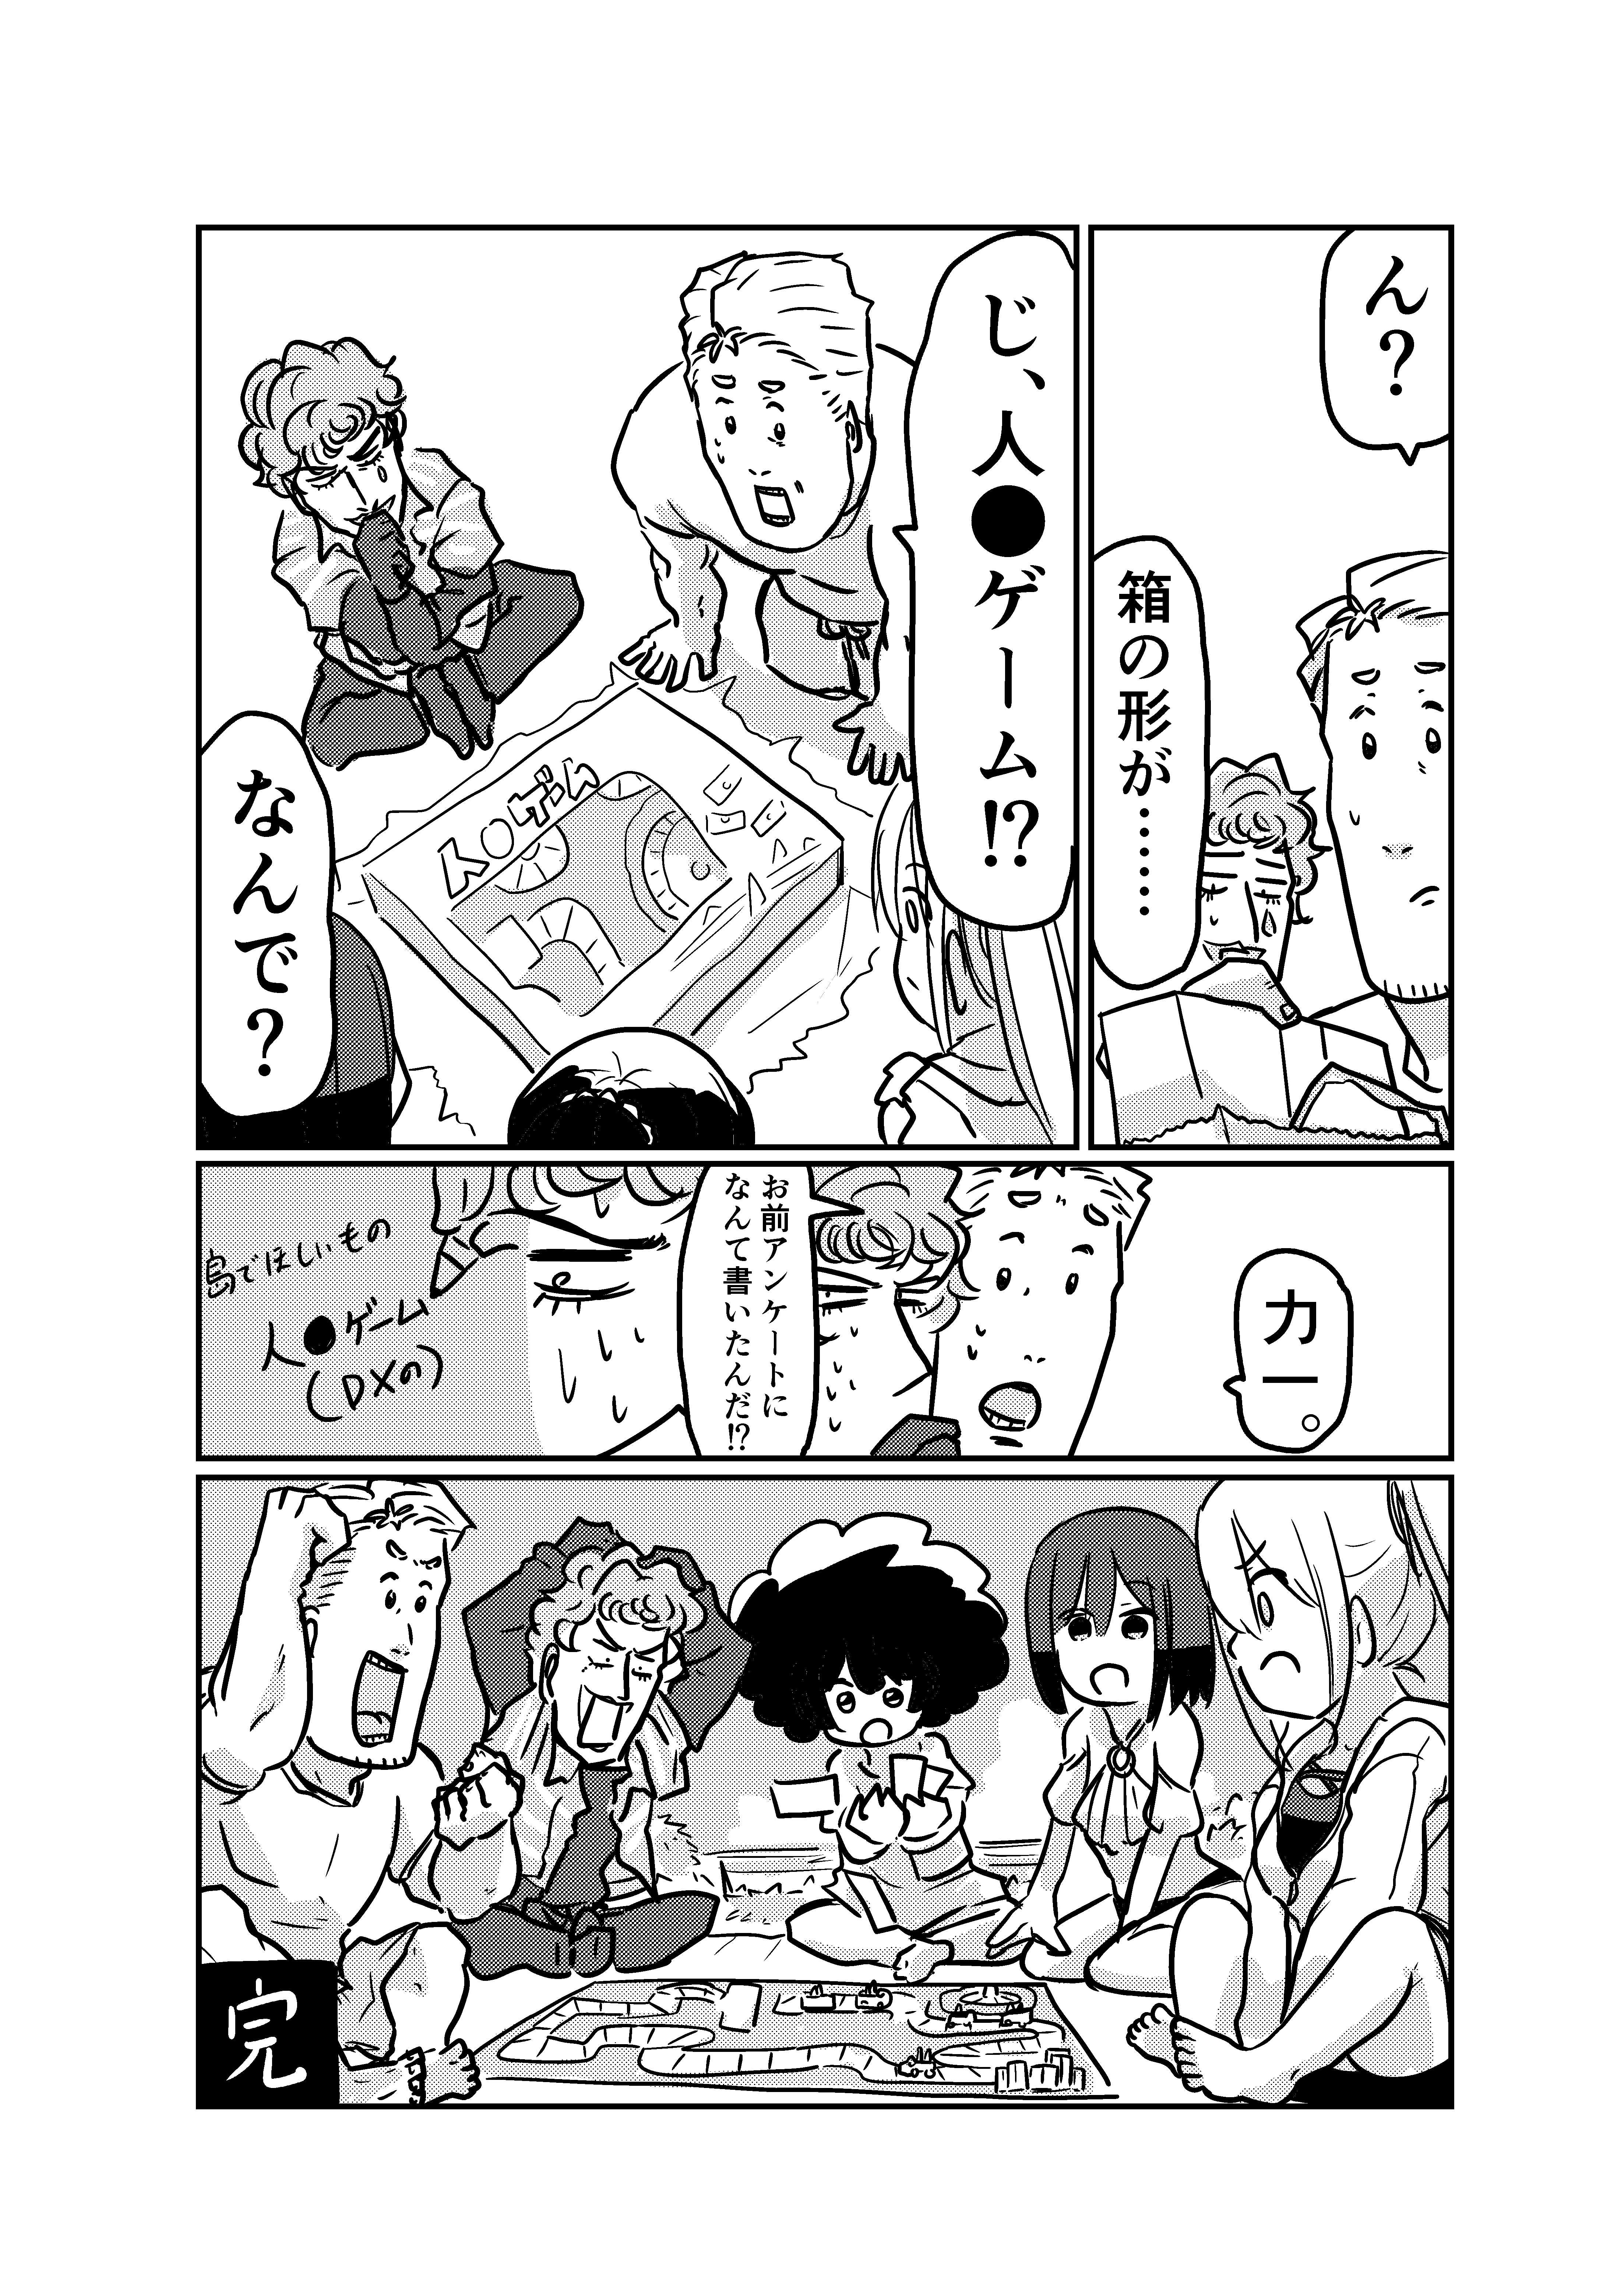 ん？
箱の形が……
じ、人●ゲーム⁉
人○ゲーム
なんで？
カー。
お前アンケートに
なんて書いたんだ⁉
島でほしいもの
人●ゲーム
（DXの）
完